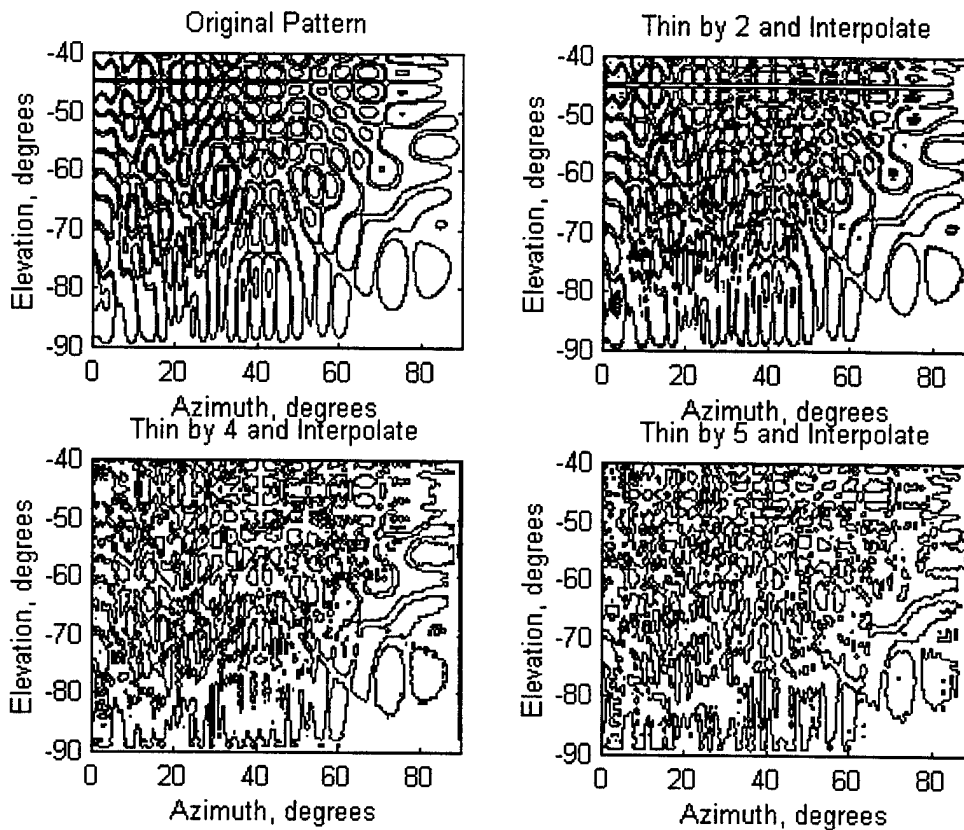 Original Pattern
-40
-50
-60
-70
-80
-90
Elevation, degrees
0 20 40 60 80
Azimuth, degrees
Thin by 2 and Interpolate
-40
-50
-60
-70
-80
-90
Elevation, degrees
0 20 40 60 80
Azimuth, degrees
Thin by 4 and Interpolate
-40
-50
-60
-70
-80
-90
Elevation, degrees
0 20 40 60 80
Azimuth, degrees
Thin by 5 and Interpolate
-40
-50
-60
-70
-80
-90
Elevation, degrees
0 20 40 60 80
Azimuth, degrees